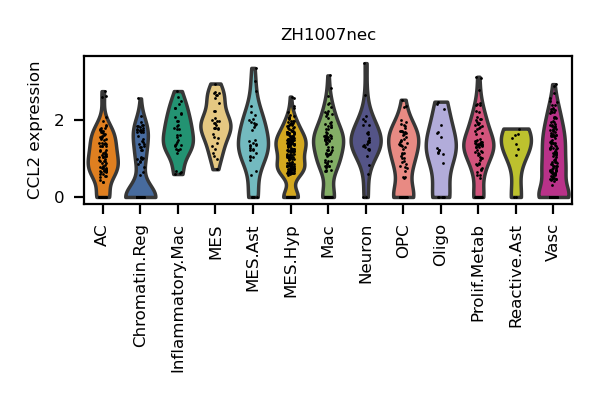 ZH1007nec
CCL2 expression
2
0
AC
Chromatin.Reg
Inflammatory.Mac
MES
MES.Ast
MES.Hyp
Mac
Neuron
OPC
Oligo
Prolif.Metab
Reactive.Ast
Vasc